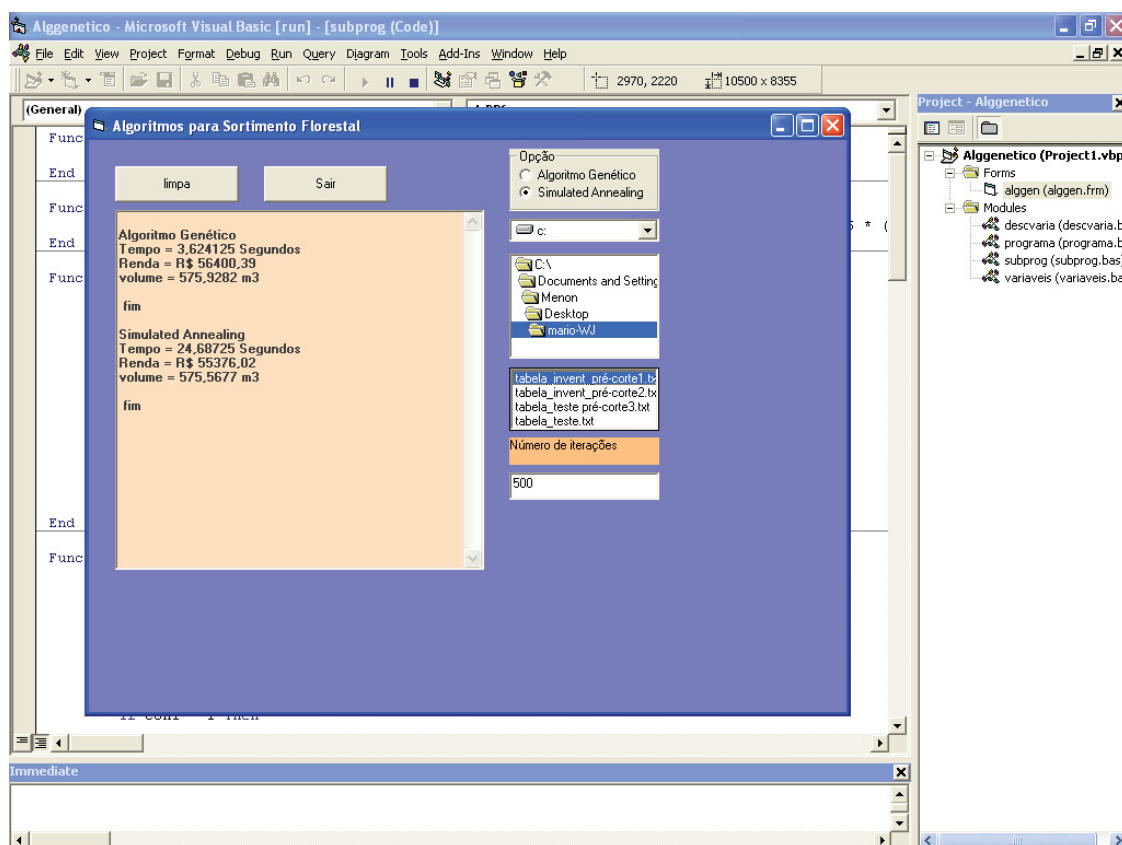 Alggenetico - Microsoft Visual Basic [run] - [subprog (Code)]
File Edit View Project Format Debug Run Query Diagram Tools Add-Ins Window Help
2970, 2220 10500 x 8355
(General)
Func
End
Func
End
Func
End
Func
* (
Algoritmos para Sortimento Florestal
limpa Sair
Algoritmo Genético
Tempo = 3,624125 Segundos
Renda = R$ 56400,39
volume = 575,9282 m3
fim
Simulated Annealing
Tempo = 24,68725 Segundos
Renda = R$ 55376,02
volume = 575,5677 m3
fim
Opção
Algoritmo Genético
Simulated Annealing
c:
C:\
Documents and Setting
Menon
Desktop
mario-WJ
tabela_invent_pré-corte1.tx
tabela_invent_pré-corte2.tx
tabela_teste pré-corte3.txt
tabela_teste.txt
Número de iterações
500
Project - Alggenetico
Alggenetico (Project1.vbp
Forms
alggen (alggen.frm)
Modules
descvaria (descvaria.b
programa (programa.b
subprog (subprog.bas)
variaveis (variaveis.ba
Immediate